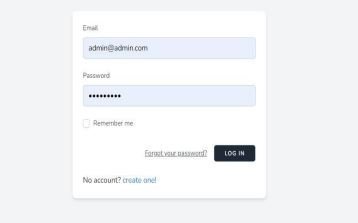 Email
admin@admin.com
Password
•••••••••
Remember me
Forgot your password? LOG IN
No account? create one!